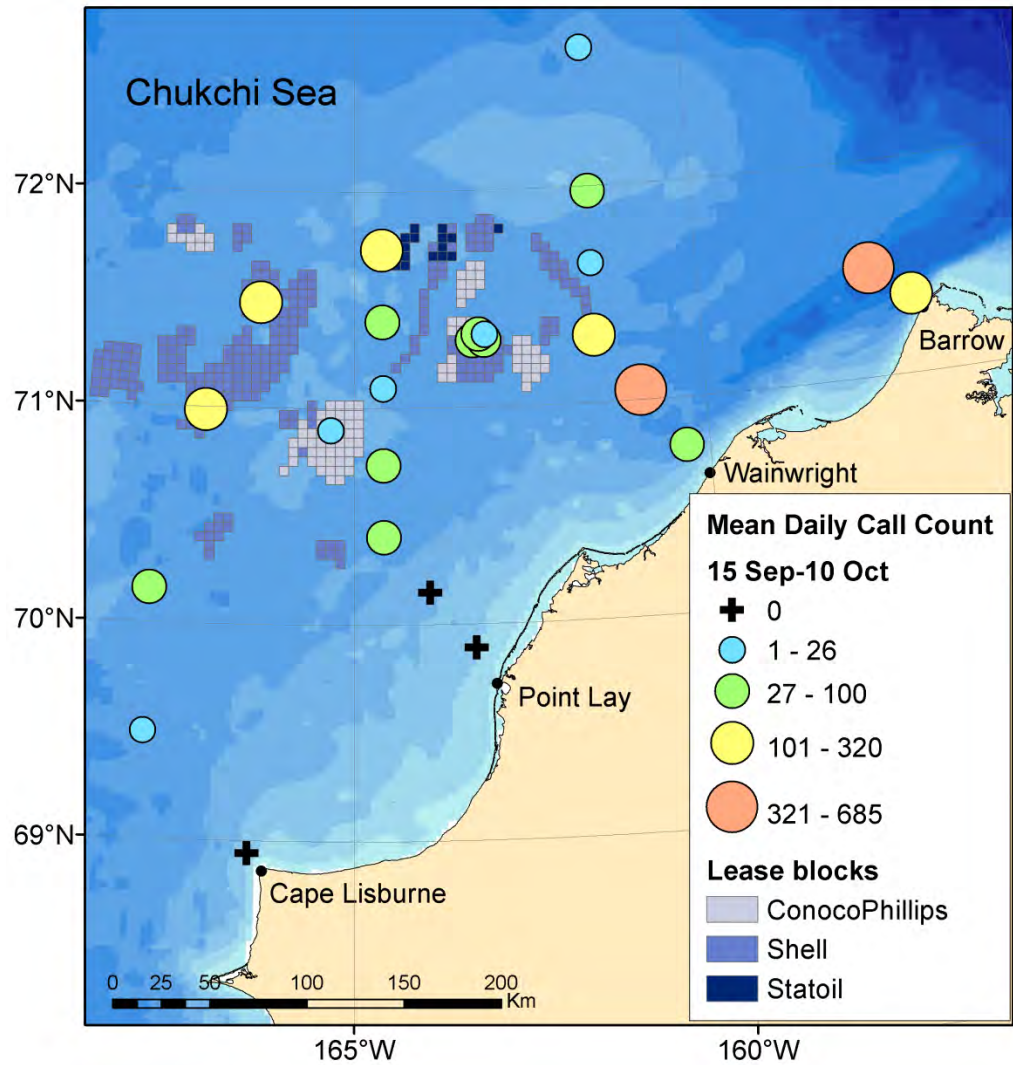 Chukchi Sea
72°N
71°N
70°N
69°N
Barrow
Wainwright
Point Lay
Cape Lisburne
Mean Daily Call Count
15 Sep-10 Oct
0
1 - 26
27 - 100
101 - 320
321 - 685
Lease blocks
ConocoPhillips
Shell
Statoil
0 25 50 100 150 200
Km
165°W 160°W